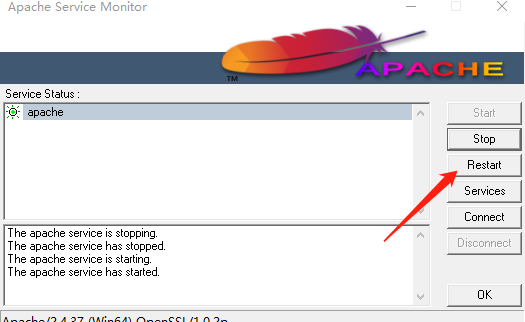 Apache Service Monitor
TM
APACHE
Service Status :
apache
Start
Stop
Restart
Services
Connect
Disconnect
The apache service is stopping.
The apache service has stopped.
The apache service is starting.
The apache service has started.
OK
Apache/2.4.37 (Win64) OpenSSL/1.0.2p